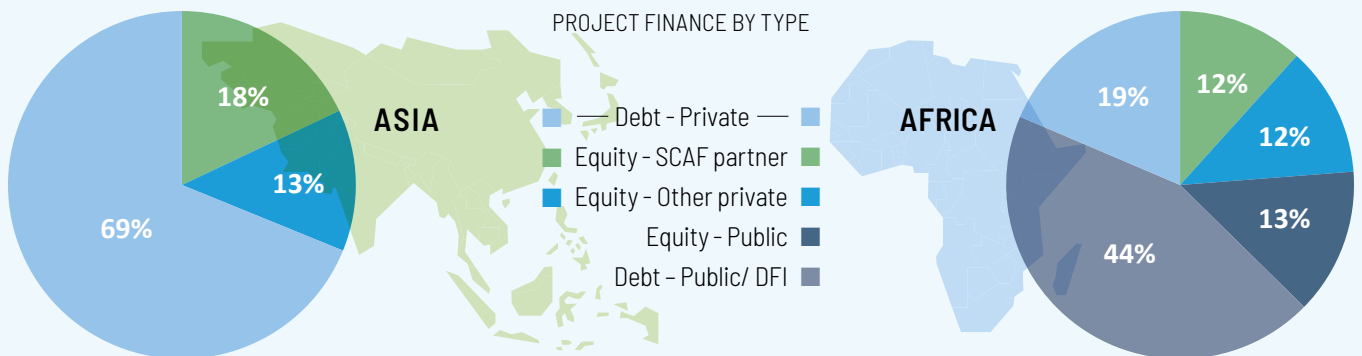 PROJECT FINANCE BY TYPE
ASIA
18%
13%
69%
Debt - Private
Equity - SCAF partner
Equity - Other private
Equity - Public
Debt – Public/ DFI
AFRICA
19%
12%
12%
13%
44%